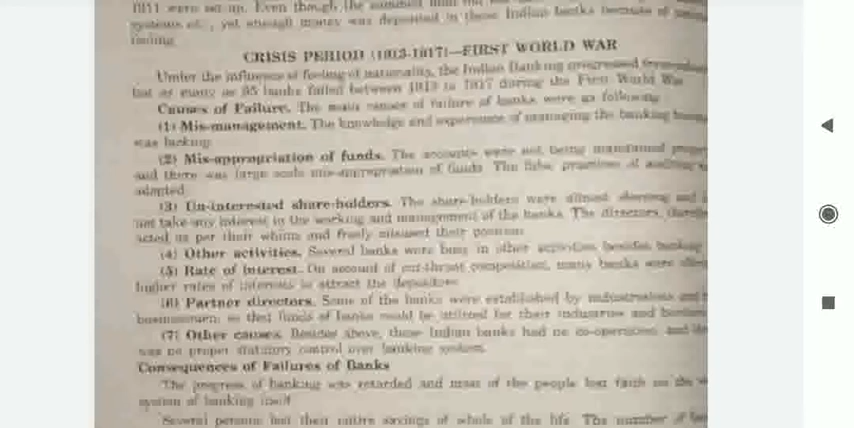 1911 were set up. Even though the
systems of , yet enough money was deposited in these Indian banks because of
feeling.
CRISIS PERIOD (1913-1917)—FIRST WORLD WAR
Under the influence of feeling of nationality, the Indian Banking progressed
but as many as 95 banks failed between 1913 to 1917 during the First World War
Causes of Failure. The main causes of failure of banks were as following
(1) Mis-management. The knowledge and experience of managing the banking
was lacking.
(2) Mis-appropriation of funds. The accounts were not being maintained
and there was large scale mis-appropriation of funds. The false practices of auditing
adopted.
(3) Un-interested share-holders. The share-holders were almost sleeping and
not take any interest in the working and management of the banks. The directors,
acted as per their whims and freely misused their position.
(4) Other activities. Several banks were busy in other activities besides banking
(5) Rate of interest. On account of cut-throat competition, many banks were
higher rates of interests to attract the depositors.
(6) Partner directors. Some of the banks were established by industrialists and
businessmen, so that funds of banks could be utilised for their industries and
(7) Other causes. Besides above, these Indian banks had no co-operation and
was no proper statutory control over banking system.
Consequences of Failures of Banks
The progress of banking was retarded and mass of the people lost faith on the
system of banking itself
Several persons lost their entire savings of whole of the life. The number of